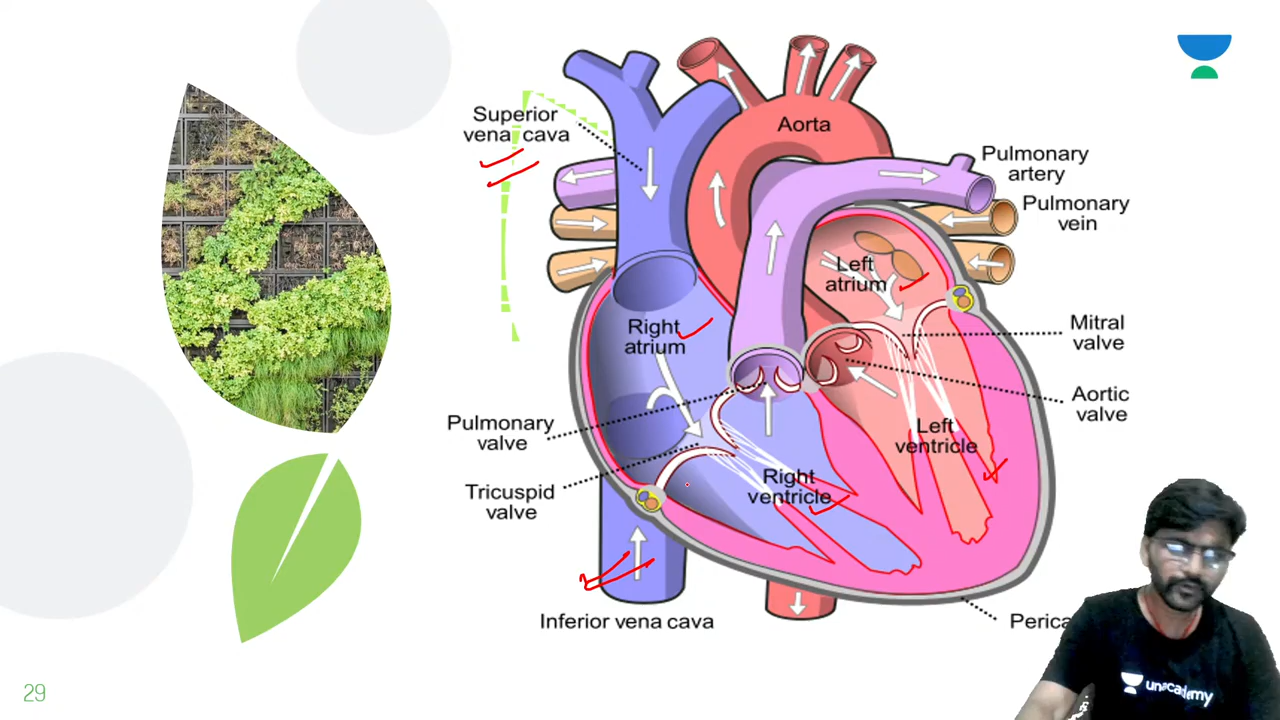 Superior
vena cava
Aorta
Pulmonary
artery
Pulmonary
vein
Left
atrium
Right
atrium
Mitral
valve
Aortic
valve
Pulmonary
valve
Left
ventricle
Right
ventricle
Tricuspid
valve
Inferior vena cava
unacademy
29